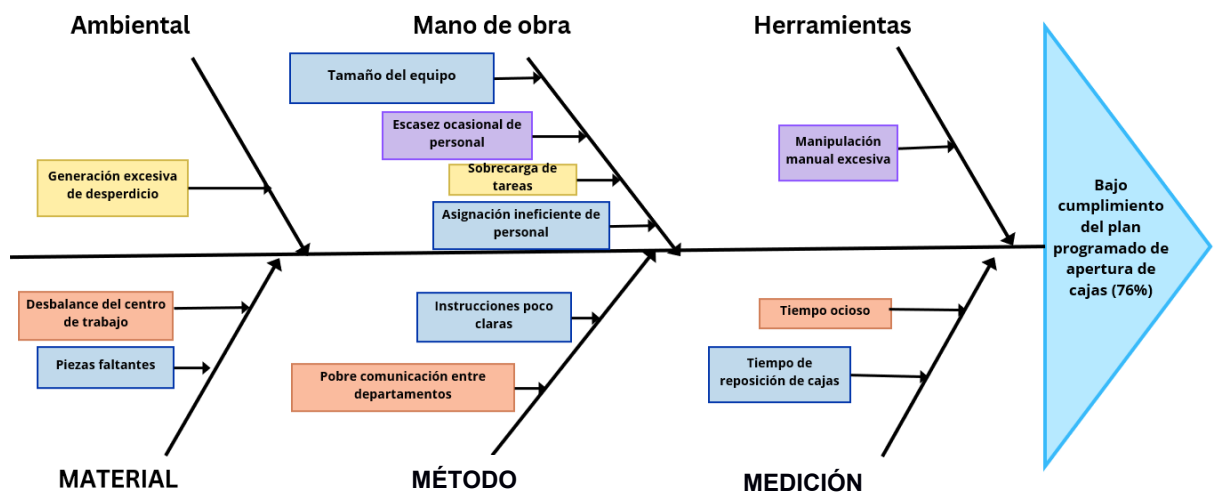 Ambiental
Mano de obra
Herramientas
Tamaño del equipo
Escasez ocasional de
personal
Sobrecarga de
tareas
Asignación ineficiente de
personal
Generación excesiva
de desperdicio
Manipulación
manual excesiva
Bajo
cumplimiento
del plan
programado de
apertura de
cajas (76%)
Desbalance del centro
de trabajo
Piezas faltantes
Instrucciones poco
claras
Pobre comunicación entre
departamentos
Tiempo ocioso
Tiempo de
reposición de cajas
MATERIAL
MÉTODO
MEDICIÓN